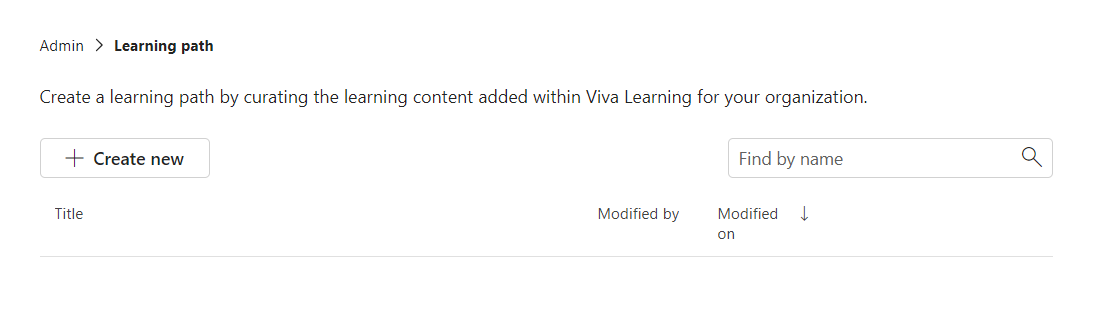 Admin > Learning path
Create a learning path by curating the learning content added within Viva Learning for your organization.
+ Create new
Find by name
Title
Modified by
Modified on ↓